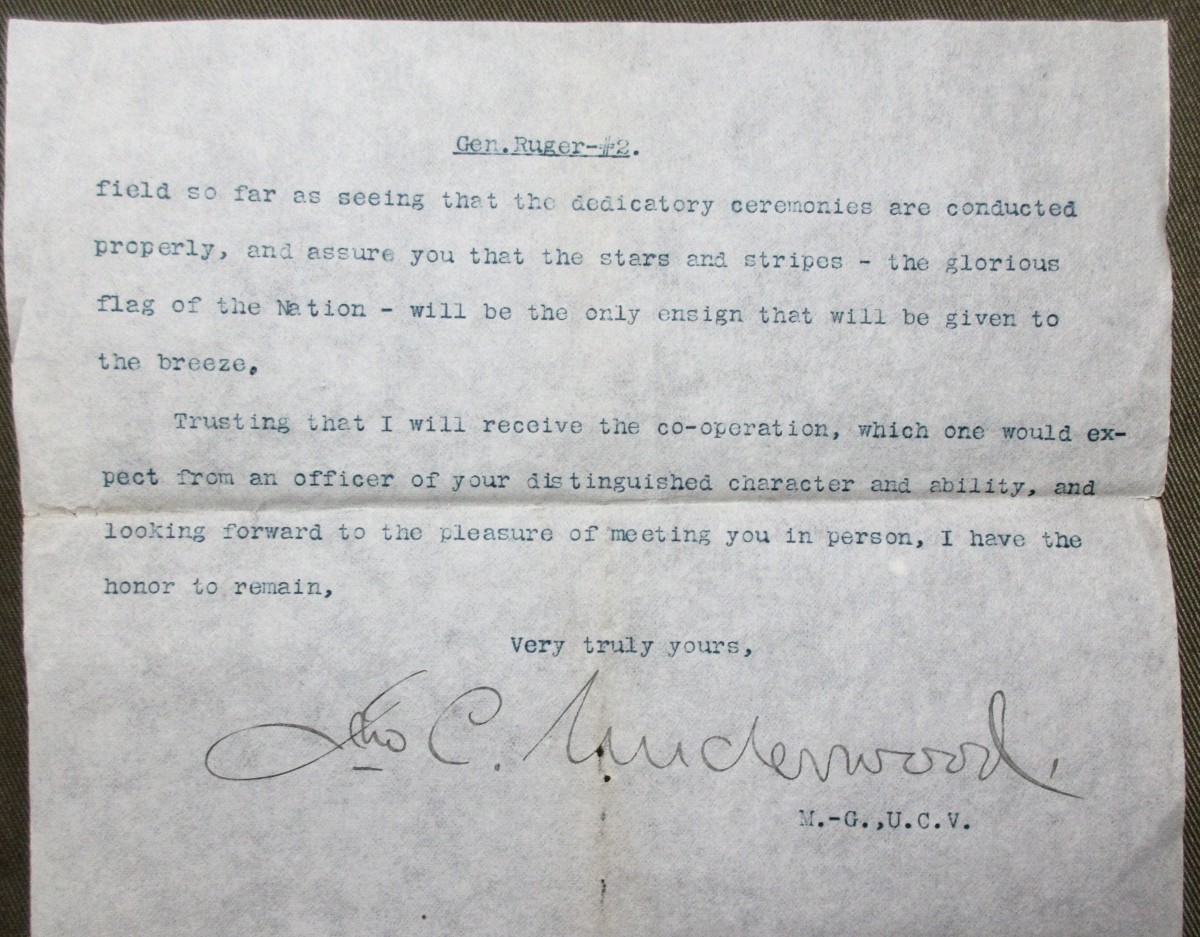 Gen.Ruger-#2.
field so far as seeing that the dedicatory ceremonies are conducted
properly, and assure you that the stars and stripes - the glorious
flag of the Nation - will be the only ensign that will be given to
the breeze.
Trusting that I will receive the co-operation, which one would ex-
pect from an officer of your distinguished character and ability, and
looking forward to the pleasure of meeting you in person, I have the
honor to remain,
Very truly yours,
Jno C. Underwood.
M.-G.,U.C.V.